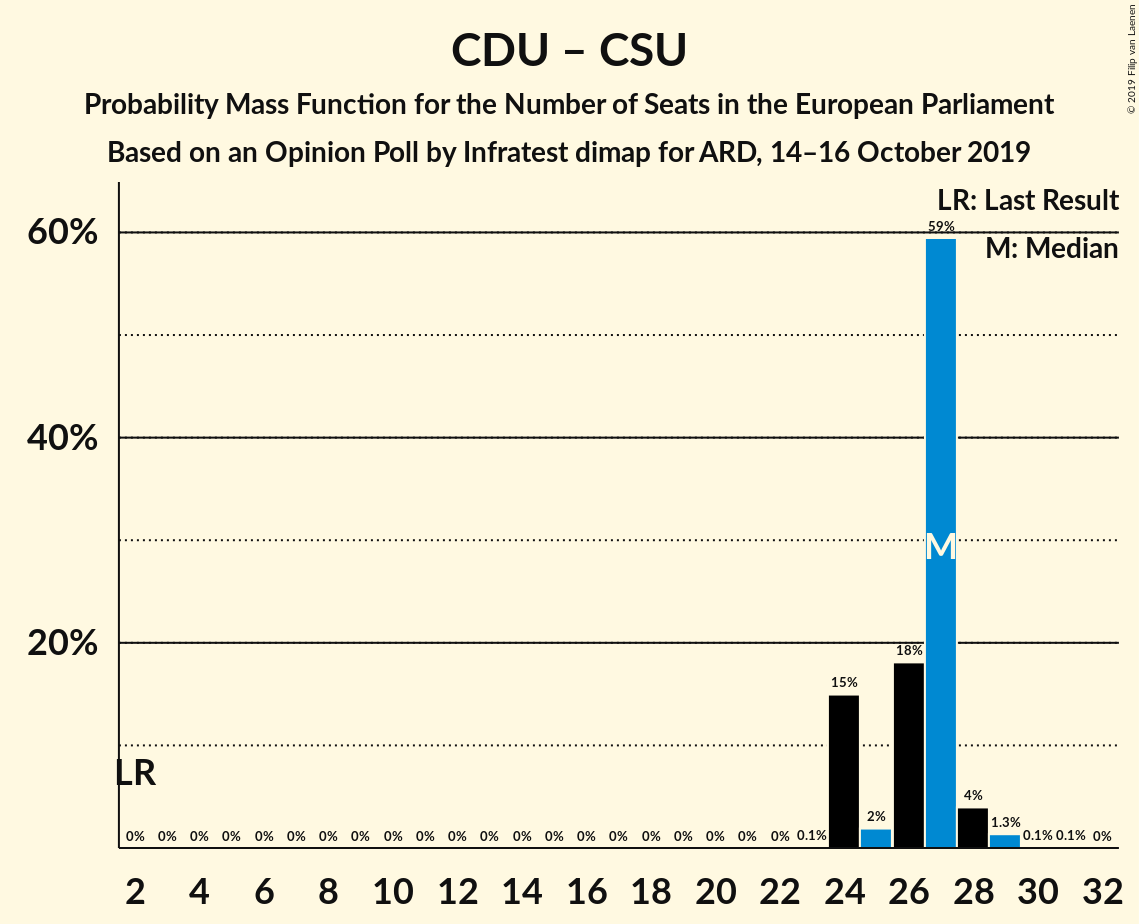 CDU – CSU
Probability Mass Function for the Number of Seats in the European Parliament
Based on an Opinion Poll by Infratest dimap for ARD, 14–16 October 2019
© 2019 Filip van Laenen
LR: Last Result
M: Median
60%
40%
20%
59%
M
18%
15%
LR
4%
2%
1.3%
0% 0% 0% 0% 0% 0% 0% 0% 0% 0% 0% 0% 0% 0% 0% 0% 0% 0% 0% 0% 0% 0.1% 0.1% 0.1% 0%
2 4 6 8 10 12 14 16 18 20 22 24 26 28 30 32